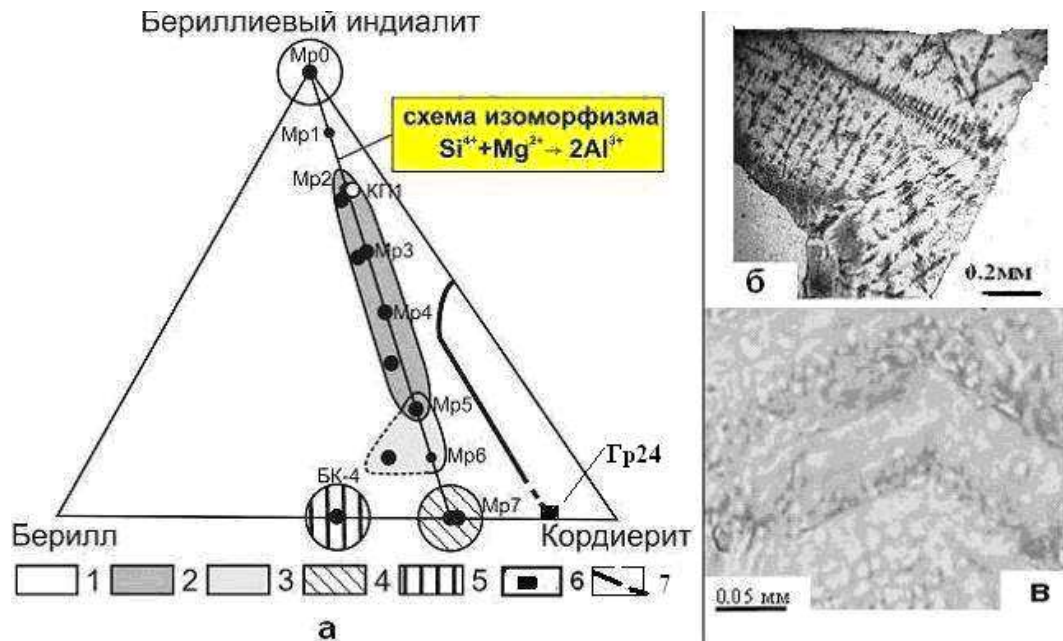 Бериллиевый индиалит
Мр0
Мр1
схема изоморфизма
Si⁴⁺+Mg²⁺→ 2Al³⁺
Мр2
КП1
Мр3
Мр4
Мр5
Мр6
Гр24
БК-4
Мр7
Берилл
Кордиерит
1 2 3 4 5 6 7
а
б
0.2мм
0.05 мм
в